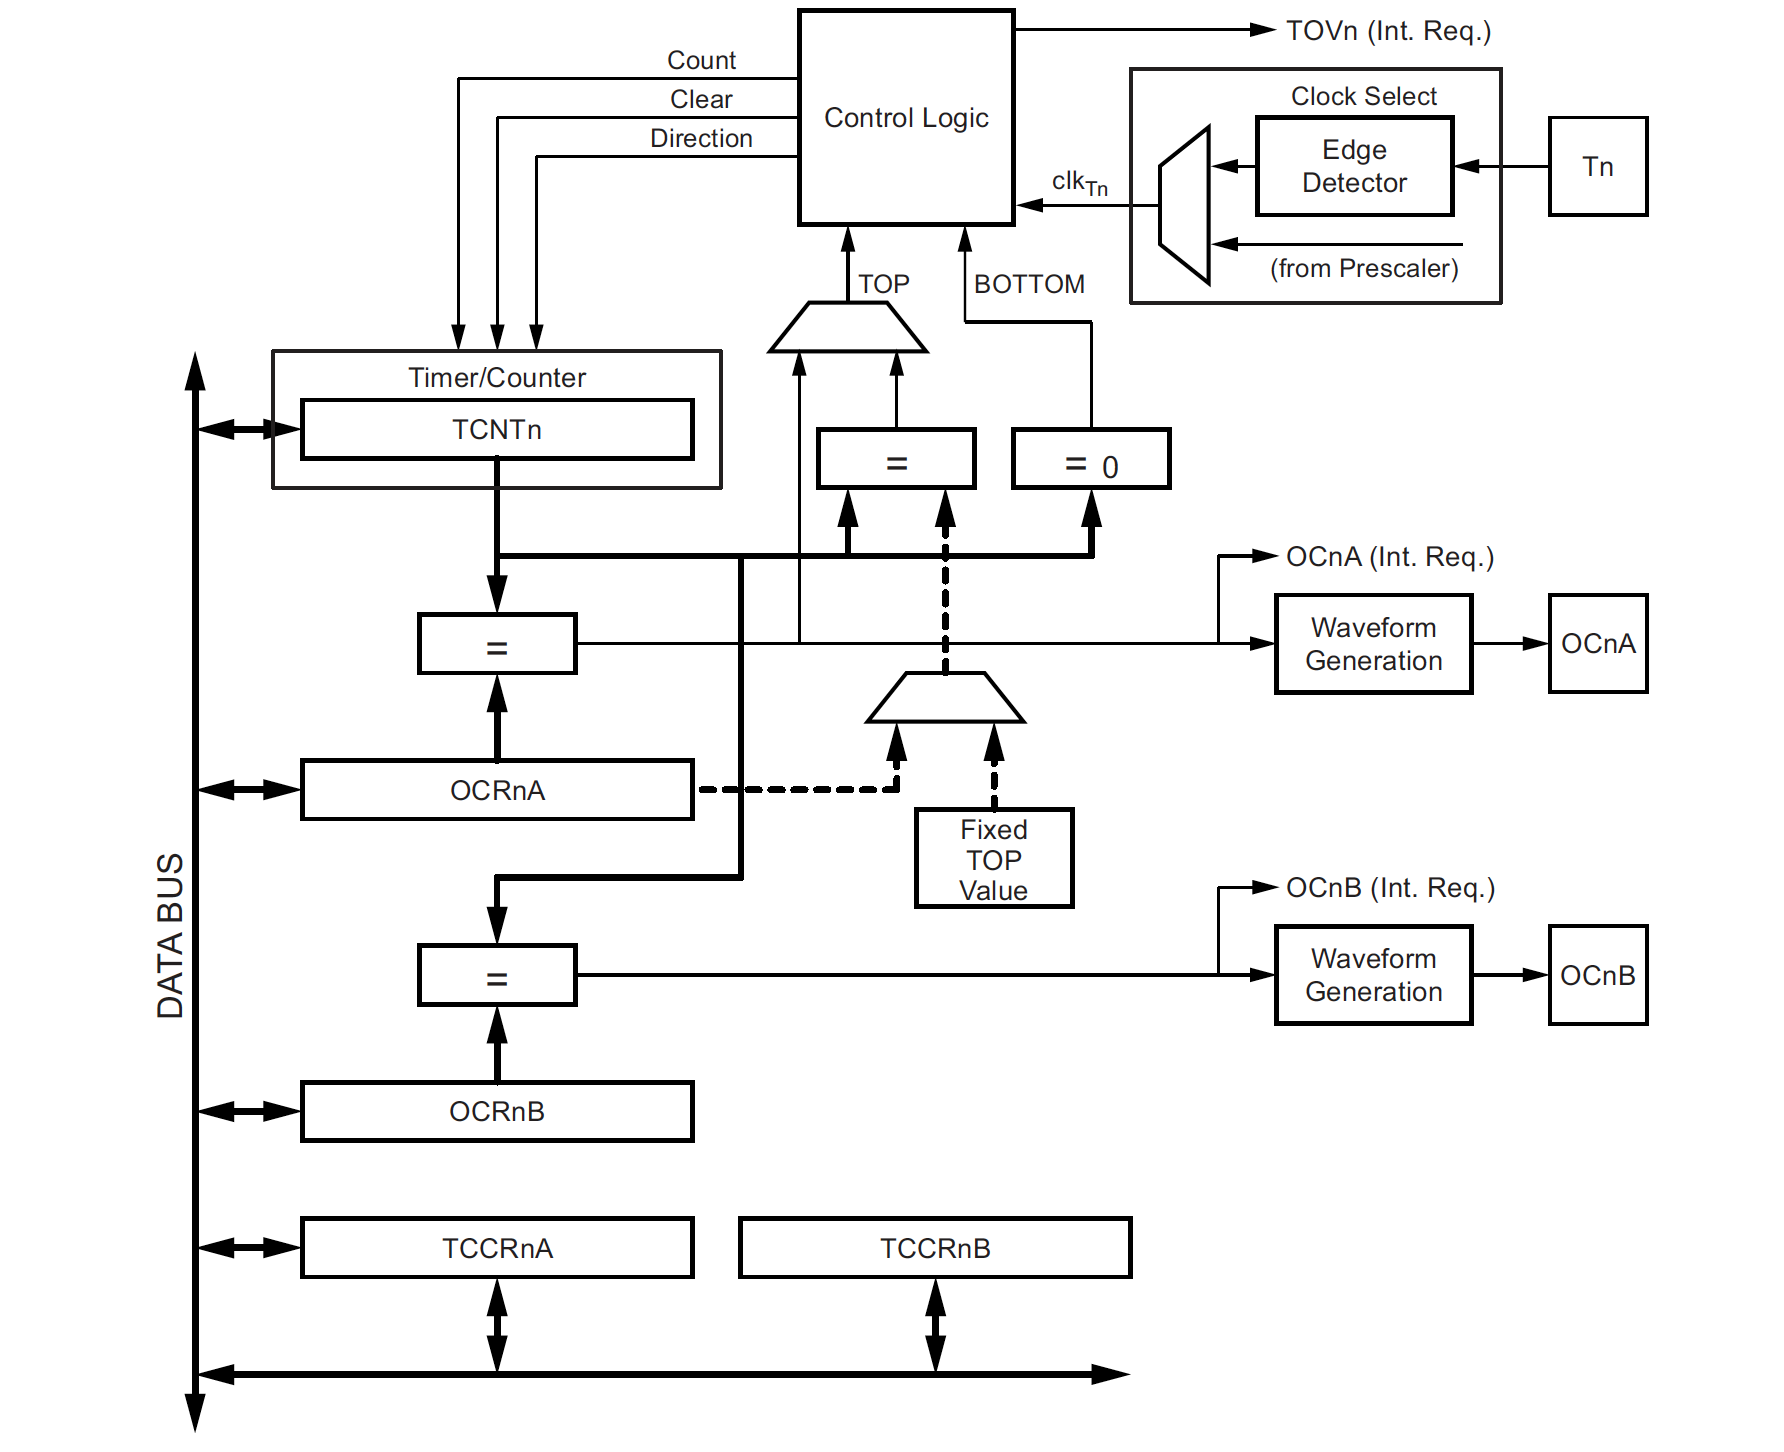 TOVn (Int. Req.)
Count
Clear
Direction
Control Logic
Clock Select
Edge
Detector
Tn
clkTn
(from Prescaler)
TOP
BOTTOM
Timer/Counter
TCNTn
=
= 0
OCnA (Int. Req.)
=
Waveform
Generation
OCnA
OCRnA
Fixed
TOP
Value
DATA BUS
OCnB (Int. Req.)
=
Waveform
Generation
OCnB
OCRnB
TCCRnA
TCCRnB